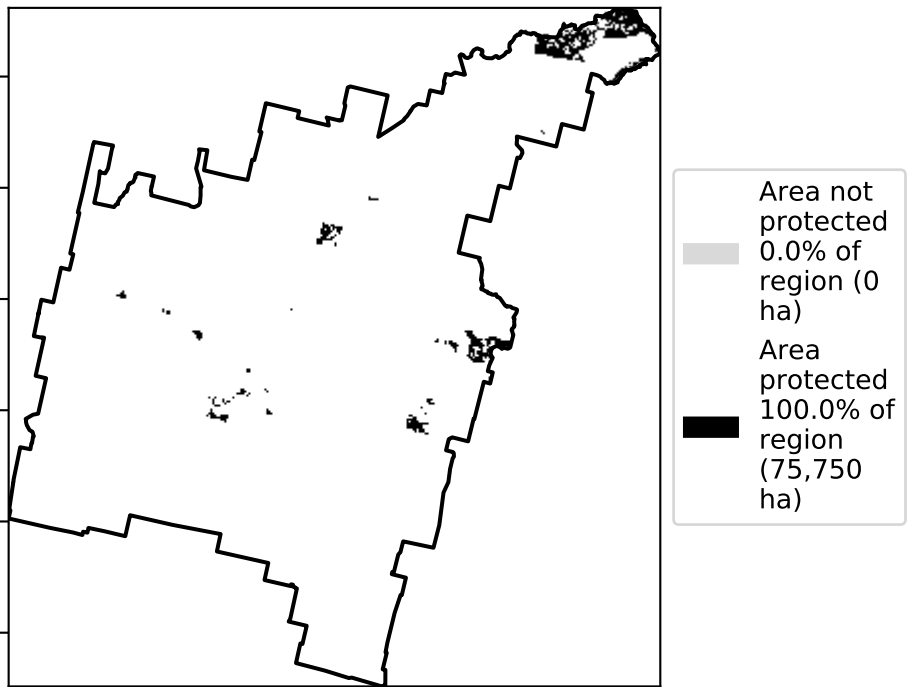 Area not
protected
0.0% of
region (0
ha)
Area
protected
100.0% of
region
(75,750
ha)